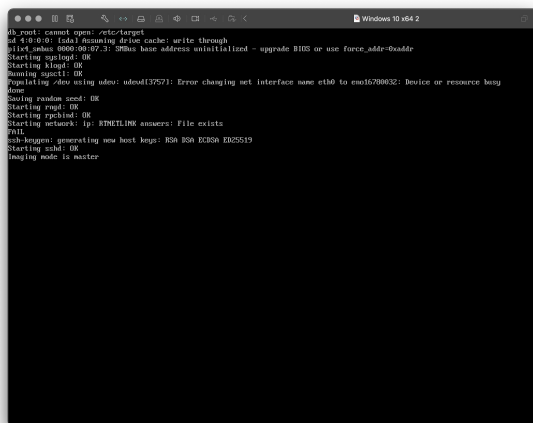 Windows 10 x64 2
db_root: cannot open: /etc/target
sd 4:0:0:0: [sda] Assuming drive cache: write through
piix4_smbus 0000:00:07.3: SMBus base address uninitialized - upgrade BIOS or use force_addr=0xaddr
Starting syslogd: OK
Starting klogd: OK
Running sysctl: OK
Populating /dev using udev: udevd[3757]: Error changing net interface name eth0 to eno16780032: Device or resource busy
done
Saving random seed: OK
Starting rngd: OK
Starting rpcbind: OK
Starting network: ip: RTNETLINK answers: File exists
FAIL
ssh-keygen: generating new host keys: RSA DSA ECDSA ED25519
Starting sshd: OK
Imaging mode is master